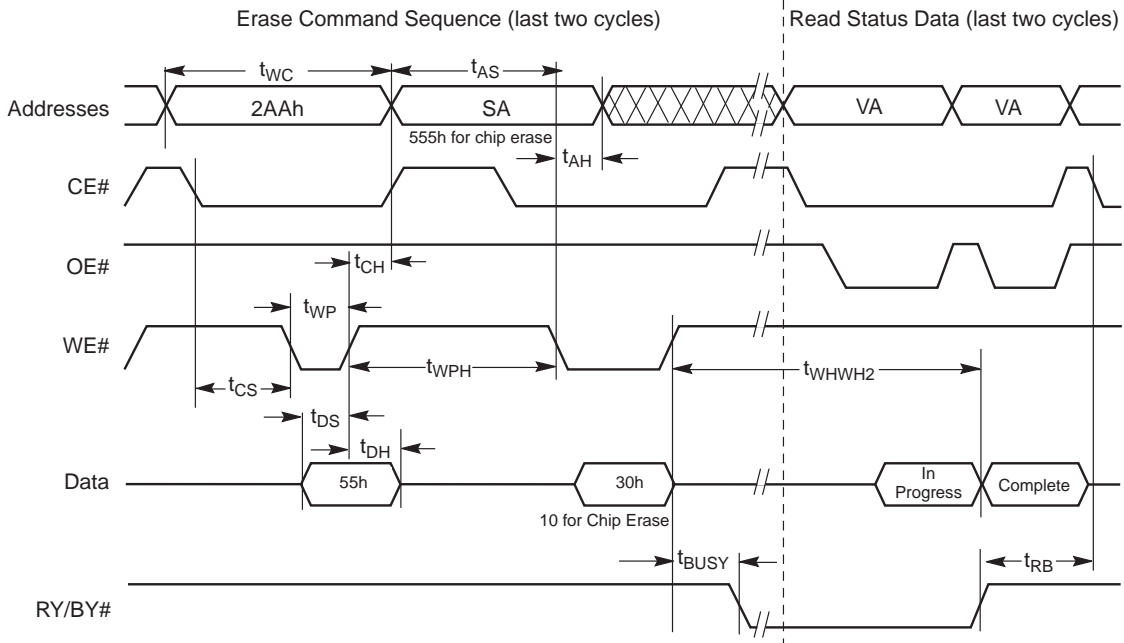 Erase Command Sequence (last two cycles)
Read Status Data (last two cycles)
tWC
tAS
Addresses
2AAh
SA
VA
VA
555h for chip erase
tAH
CE#
OE#
tCH
tWP
WE#
tWPH
tWHWH2
tCS
tDS
tDH
Data
55h
30h
In
Progress
Complete
10 for Chip Erase
tBUSY
tRB
RY/BY#